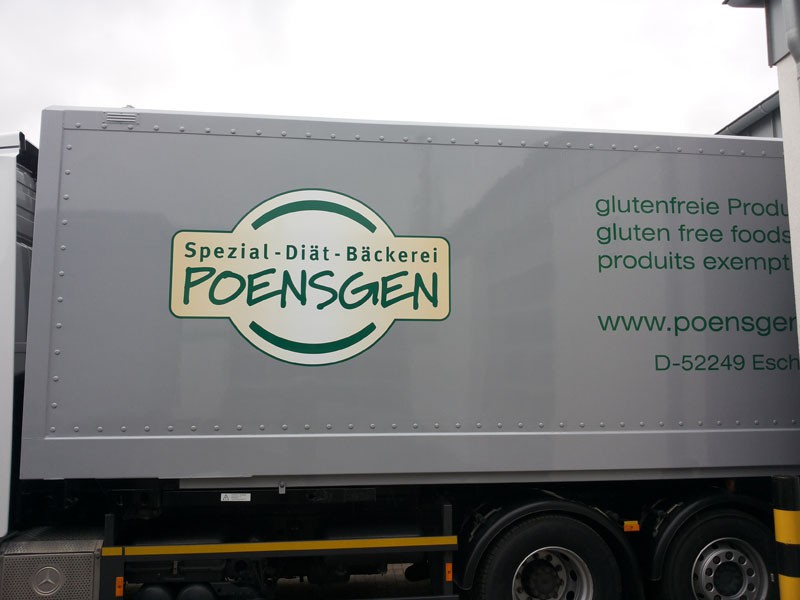 Spezial-Diät-Bäckerei
POENSGEN
glutenfreie Produ
gluten free foods
produits exempt
www.poensgen
D-52249 Esch